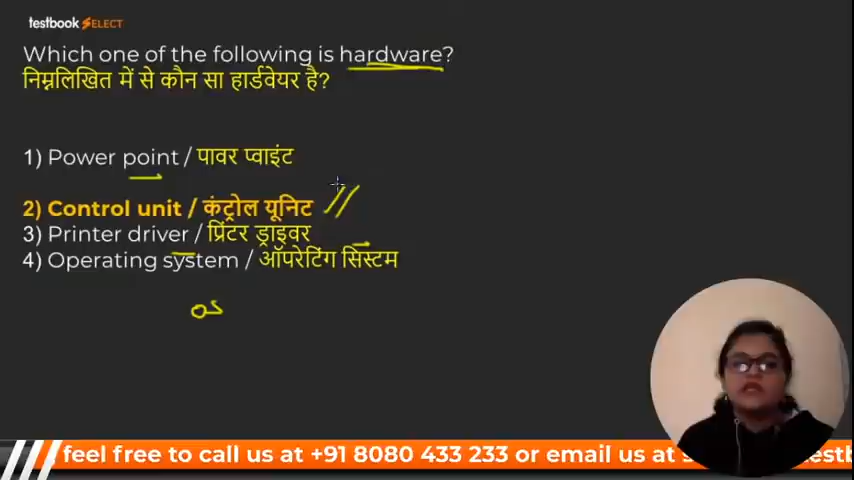 testbook SELECT
Which one of the following is hardware?
निम्नलिखित में से कौन सा हार्डवेयर है?
1) Power point / पावर प्वाइंट
2) Control unit / कंट्रोल यूनिट
3) Printer driver / प्रिंटर ड्राइवर
4) Operating system / ऑपरेटिंग सिस्टम
os
feel free to call us at +91 8080 433 233 or email us at